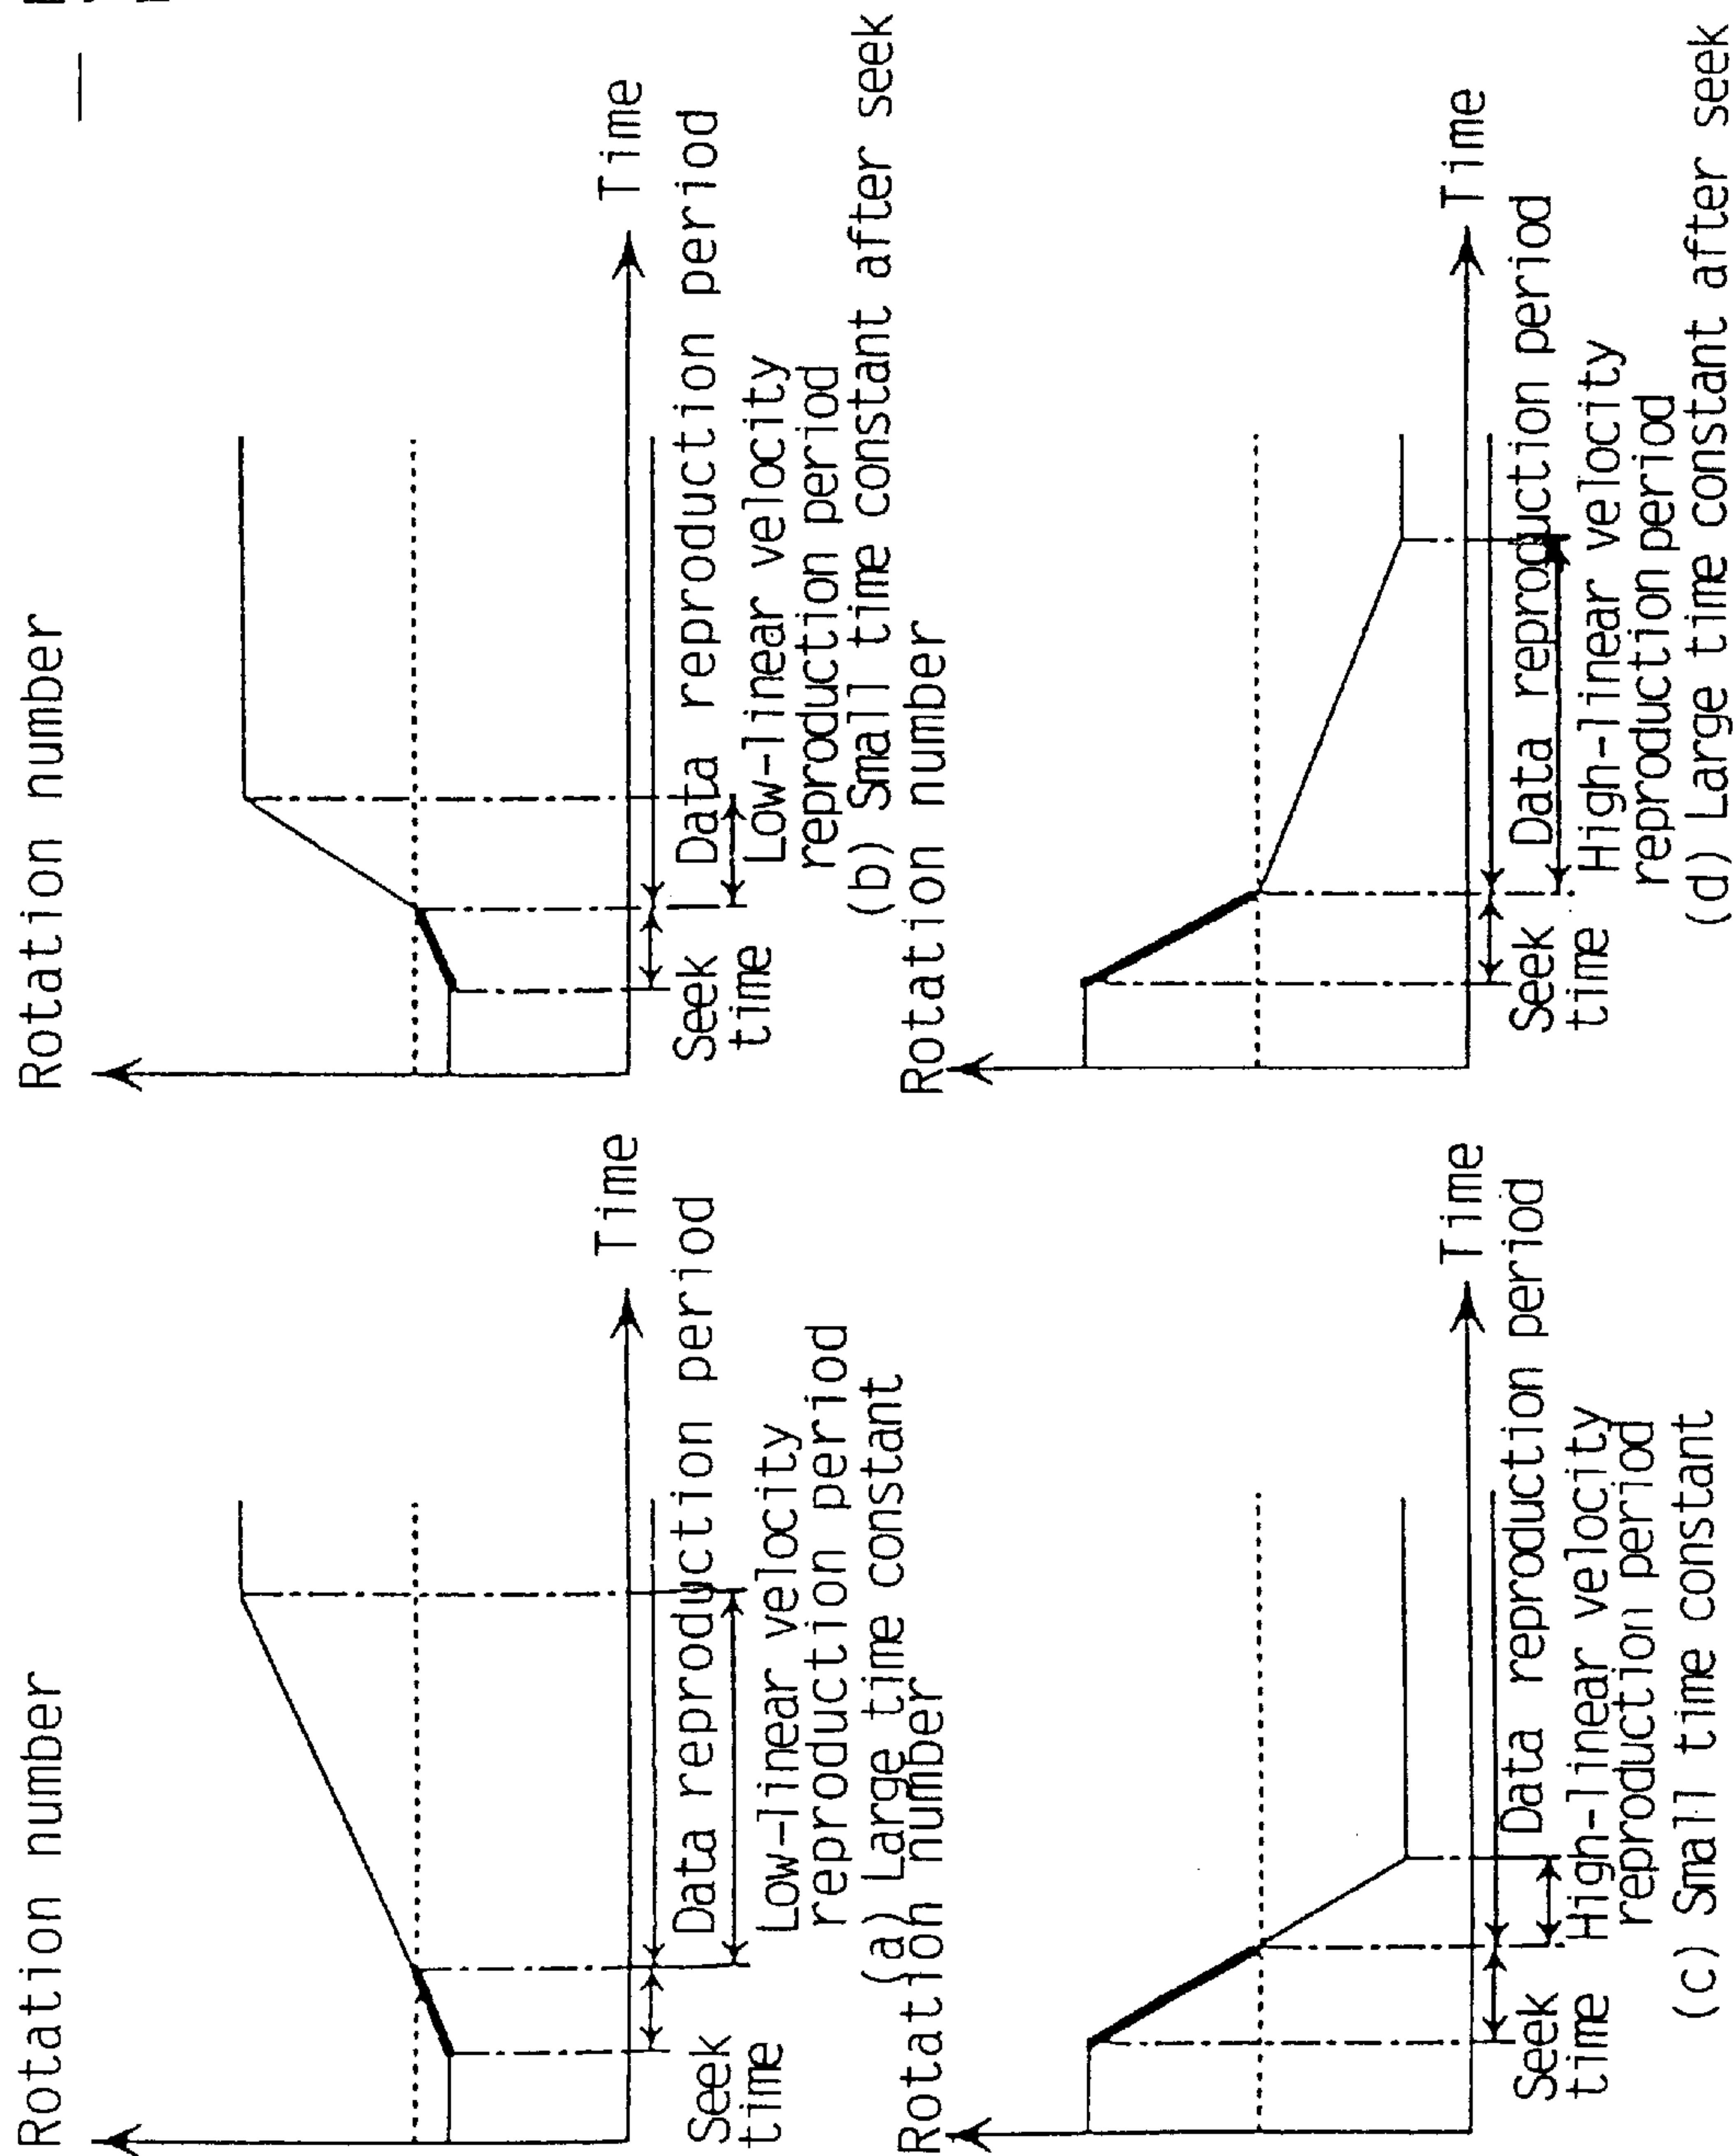 Rotation number
Time
Seek
time
Data reproduction period
Low-linear velocity
reproduction period
(a) Large time constant
Rotation number
Time
Seek
time
Data reproduction period
Low-linear velocity
reproduction period
(b) Small time constant after seek
Rotation number
Time
Seek
time
Data reproduction period
High-linear velocity
reproduction period
(c) Small time constant
Rotation number
Time
Seek
time
Data reproduction period
High-linear velocity
reproduction period
(d) Large time constant after seek